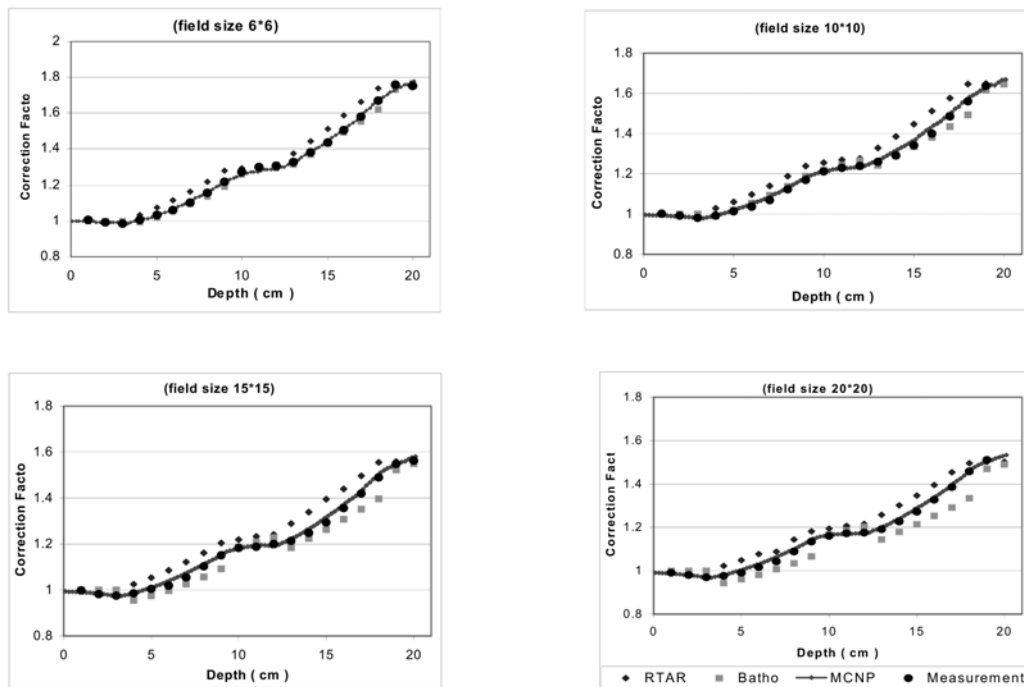 (field size 6*6)
2
1.8
1.6
1.4
1.2
1
0.8
Correction Facto
0 5 10 15 20
Depth ( cm )
(field size 10*10)
1.8
1.6
1.4
1.2
1
0.8
Correction Facto
0 5 10 15 20
Depth ( cm )
(field size 15*15)
1.8
1.6
1.4
1.2
1
0.8
Correction Facto
0 5 10 15 20
Depth ( cm )
(field size 20*20)
1.8
1.6
1.4
1.2
1
0.8
Correction Fact
0 5 10 15 20
Depth ( cm )
RTAR Batho MCNP Measurement